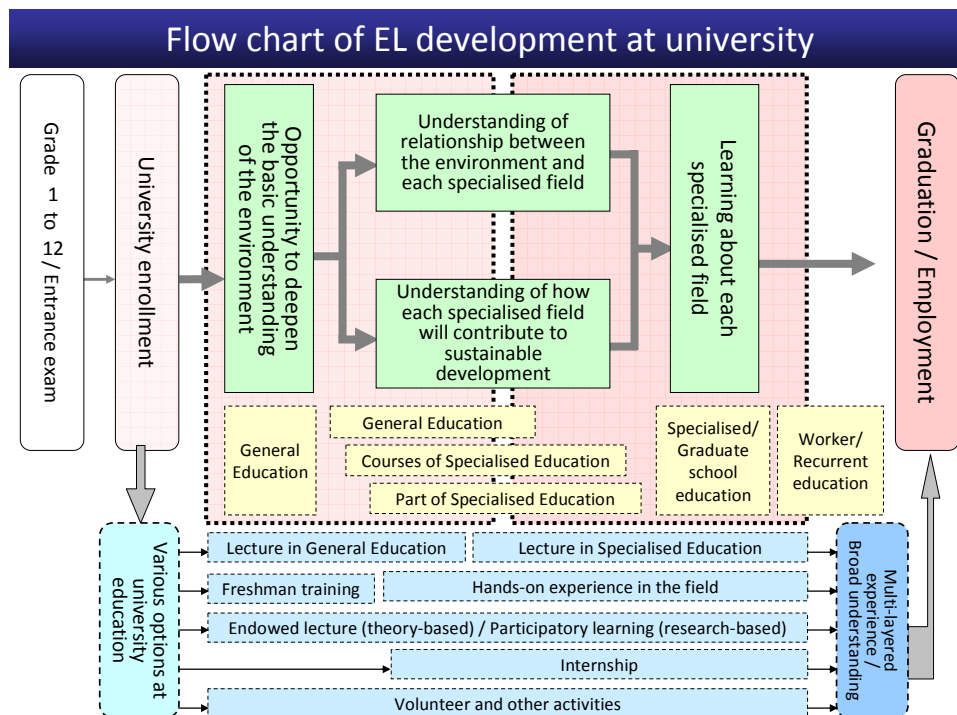 Flow chart of EL development at university
Grade 1 to 12 / Entrance exam
University enrollment
Opportunity to deepen
the basic understanding
of the environment
Understanding of
relationship between
the environment and
each specialised field
Understanding of how
each specialised field
will contribute to
sustainable
development
Learning about each
specialised field
Graduation / Employment
General
Education
General Education
Courses of Specialised Education
Part of Specialised Education
Specialised/
Graduate
school
education
Worker/
Recurrent
education
Various options at
university
education
Lecture in General Education
Lecture in Specialised Education
Freshman training
Hands-on experience in the field
Endowed lecture (theory-based) / Participatory learning (research-based)
Internship
Volunteer and other activities
Multi-layered
experience /
Broad understanding